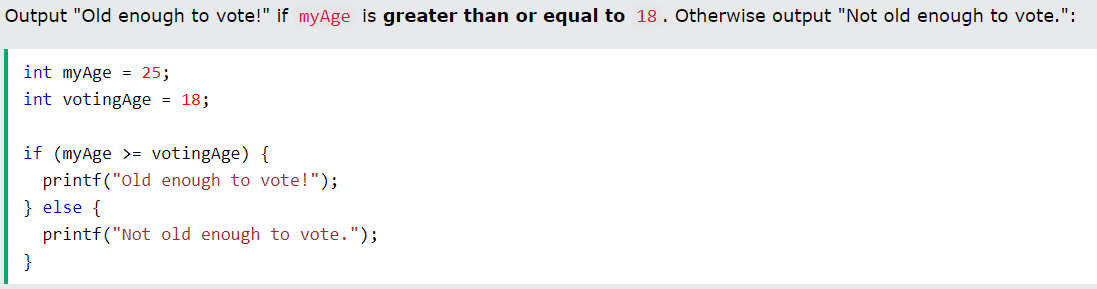 Output "Old enough to vote!" if myAge is greater than or equal to 18. Otherwise output "Not old enough to vote.":
int myAge = 25;
int votingAge = 18;
if (myAge >= votingAge) {
  printf("Old enough to vote!");
} else {
  printf("Not old enough to vote.");
}